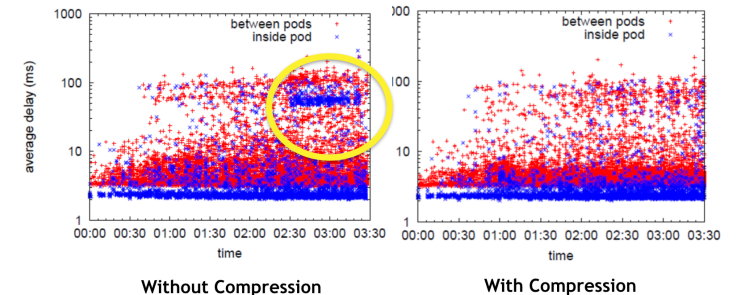 1000
between pods
inside pod
100
10
1
average delay (ms)
00:00 00:30 01:00 01:30 02:00 02:30 03:00 03:30
time
Without Compression
000
between pods
inside pod
100
10
1
00:00 00:30 01:00 01:30 02:00 02:30 03:00 03:30
time
With Compression